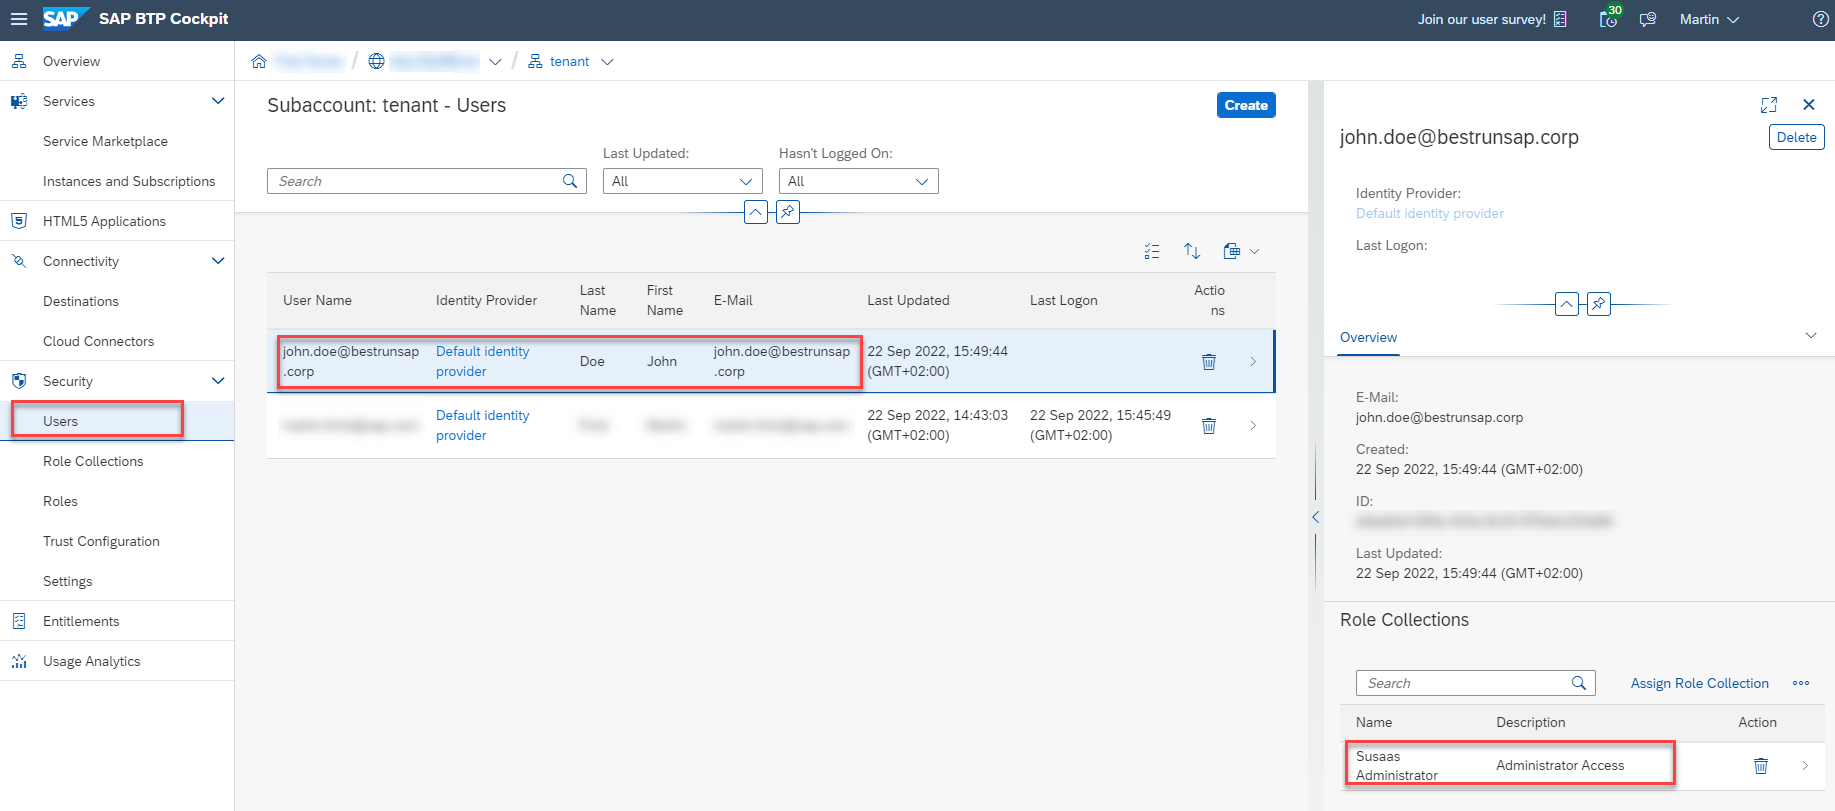 SAP SAP BTP Cockpit
Join our user survey!
30
Martin
Overview
Services
Service Marketplace
Instances and Subscriptions
HTML5 Applications
Connectivity
Destinations
Cloud Connectors
Security
Users
Role Collections
Roles
Trust Configuration
Settings
Entitlements
Usage Analytics
/ / tenant
Subaccount: tenant - Users
Create
Last Updated:
Hasn't Logged On:
Search
All
All
User Name
Identity Provider
Last
Name
First
Name
E-Mail
Last Updated
Last Logon
Actio
ns
john.doe@bestrunsap
.corp
Default identity
provider
Doe
John
john.doe@bestrunsap
.corp
22 Sep 2022, 15:49:44
(GMT+02:00)
Default identity
provider
22 Sep 2022, 14:43:03
(GMT+02:00)
22 Sep 2022, 15:45:49
(GMT+02:00)
john.doe@bestrunsap.corp
Delete
Identity Provider:
Default identity provider
Last Logon:
Overview
E-Mail:
john.doe@bestrunsap.corp
Created:
22 Sep 2022, 15:49:44 (GMT+02:00)
ID:
Last Updated:
22 Sep 2022, 15:49:44 (GMT+02:00)
Role Collections
Search
Assign Role Collection
Name
Description
Action
Susaas
Administrator
Administrator Access